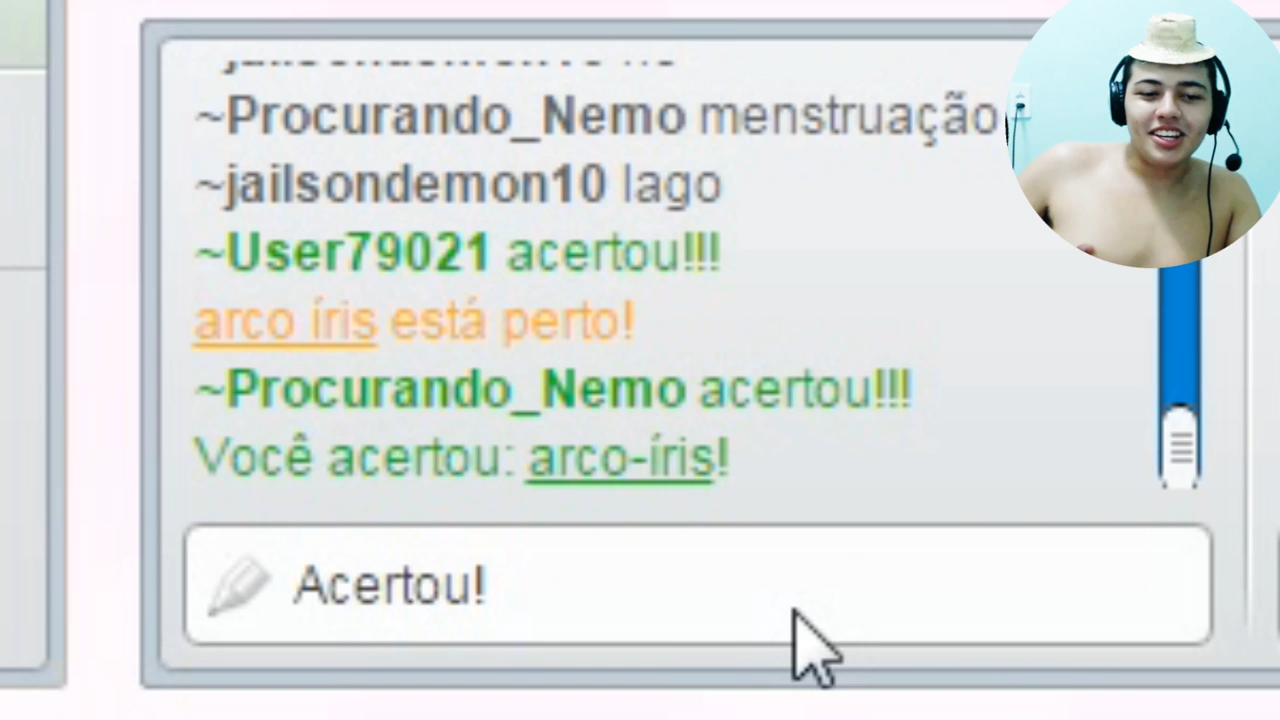 ~Procurando_Nemo menstruação
~jailsondemon10 lago
~User79021 acertou!!!
arco íris está perto!
~Procurando_Nemo acertou!!!
Você acertou: arco-íris!
Acertou!